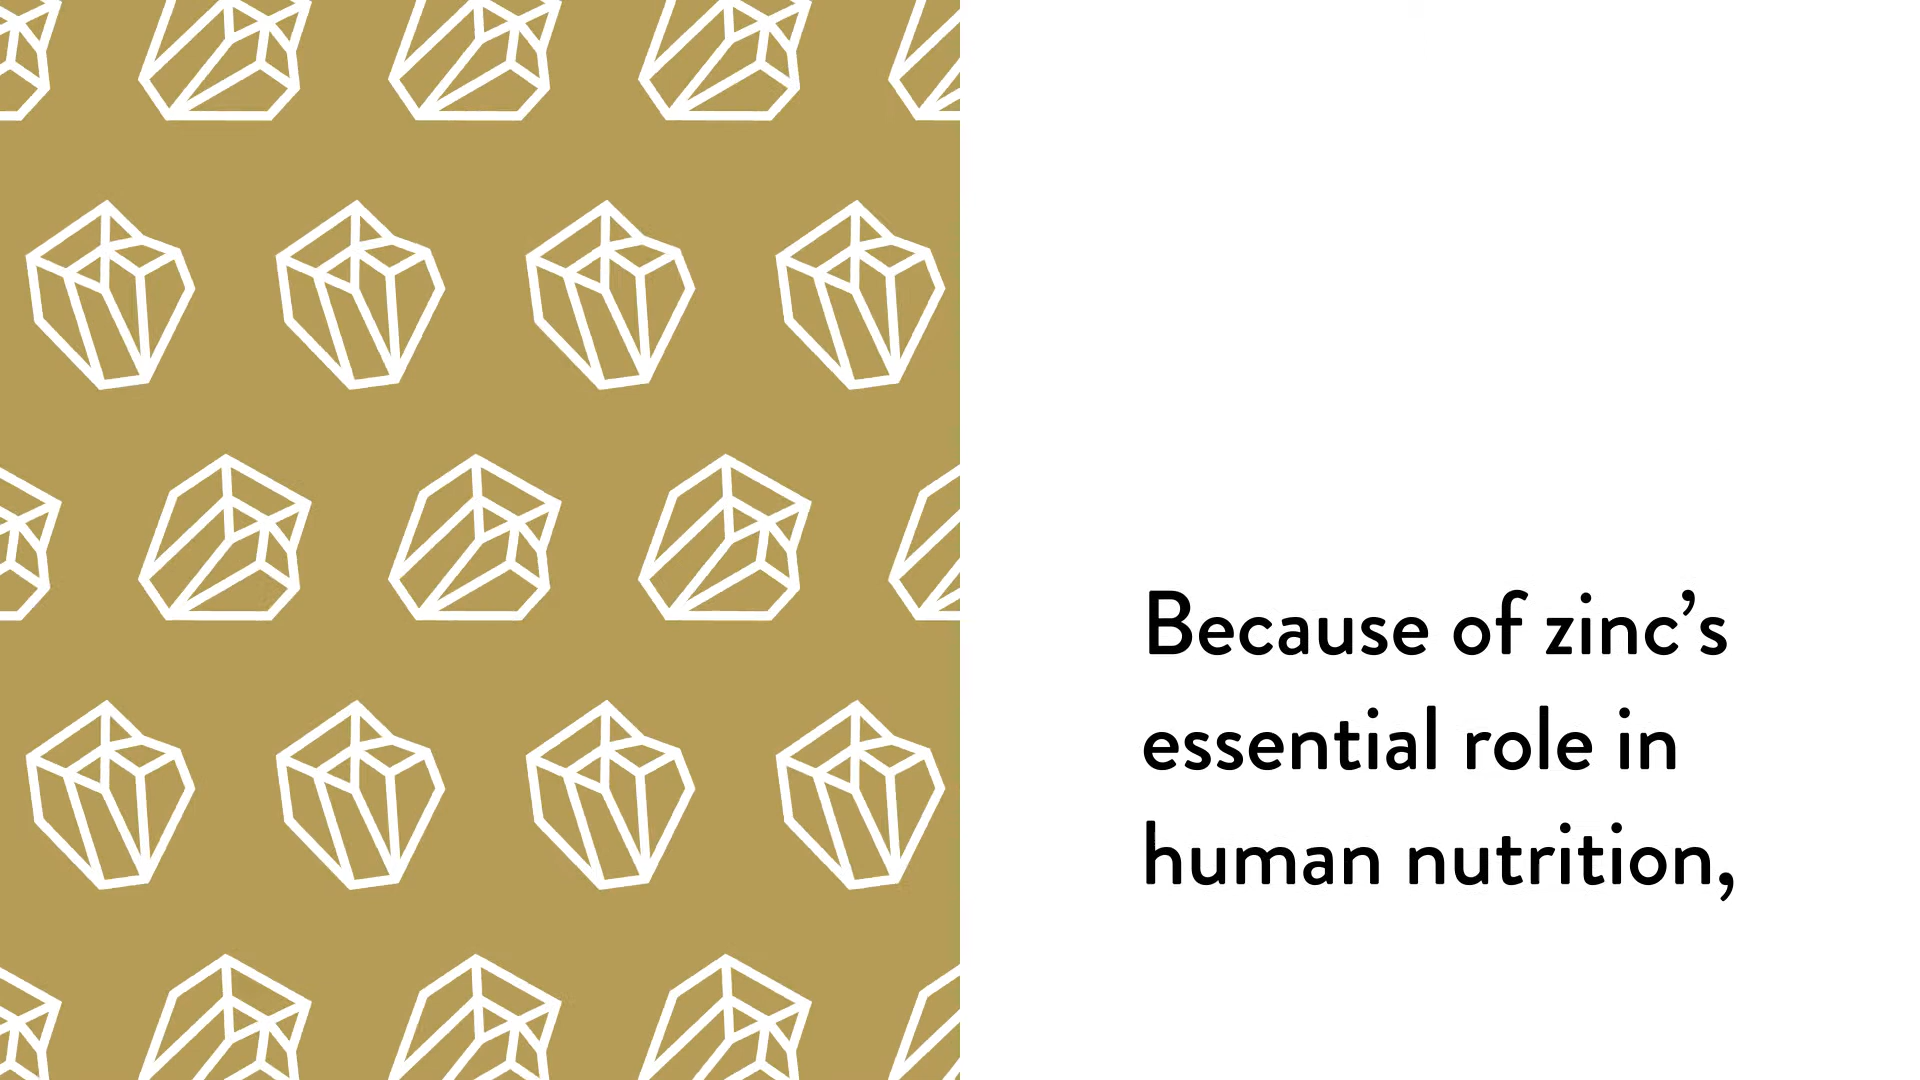 Because of zinc’s
essential role in
human nutrition,